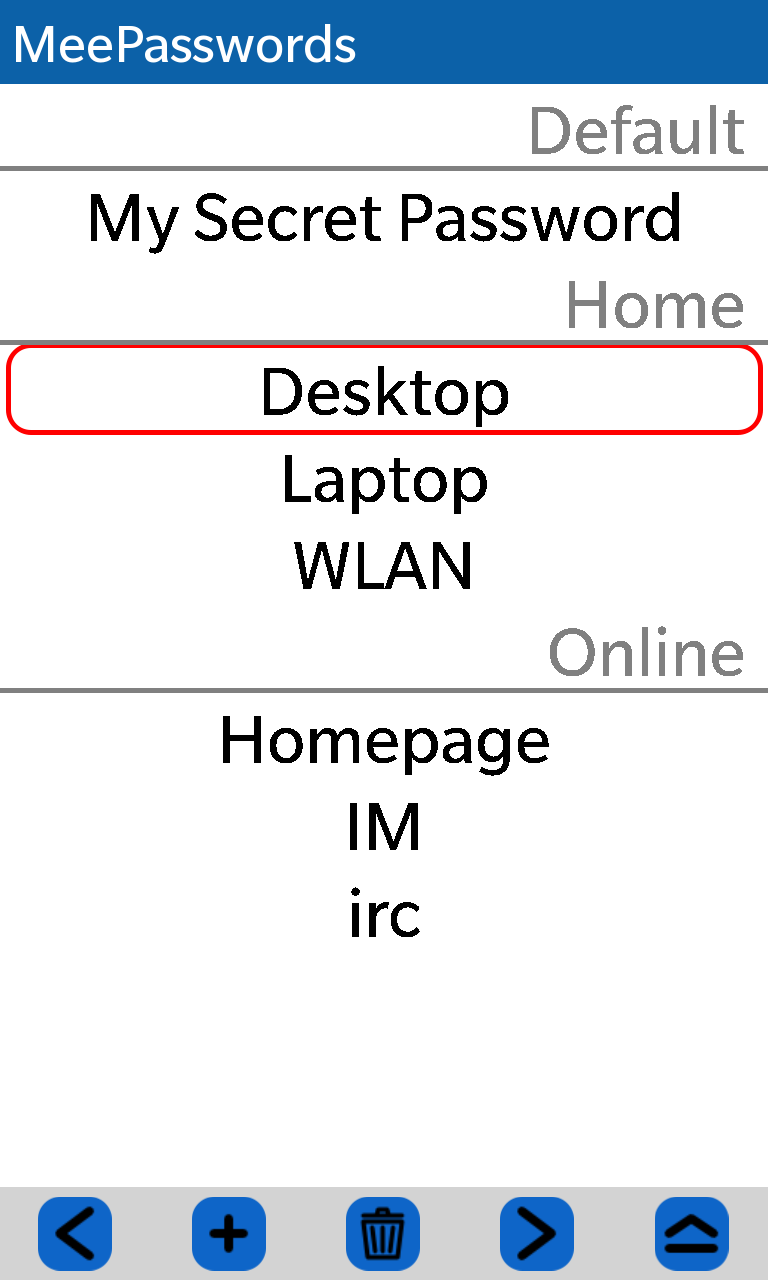 MeePasswords
Default
My Secret Password
Home
Desktop
Laptop
WLAN
Online
Homepage
IM
irc